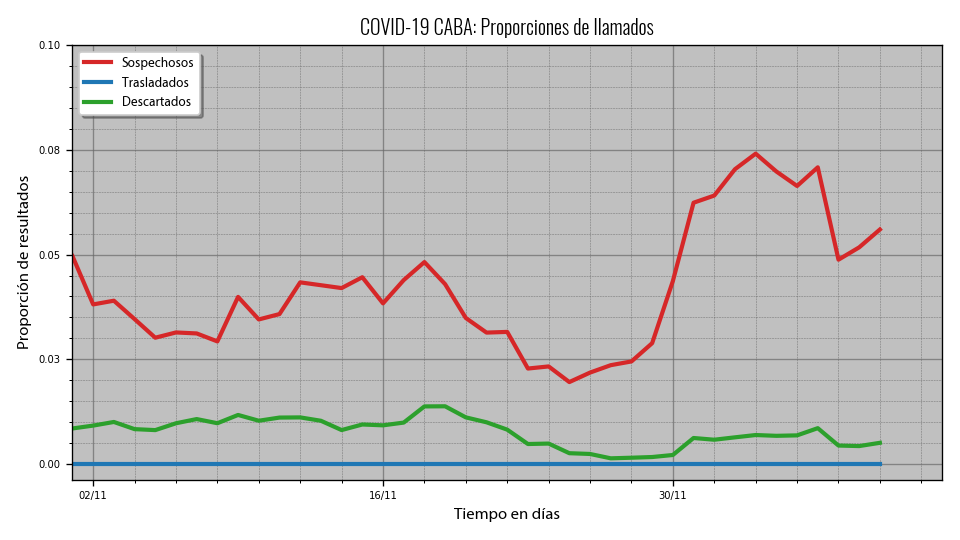 COVID-19 CABA: Proporciones de llamados
Sospechosos
Trasladados
Descartados
Proporción de resultados
0.10
0.08
0.05
0.03
0.00
02/11
16/11
30/11
Tiempo en días